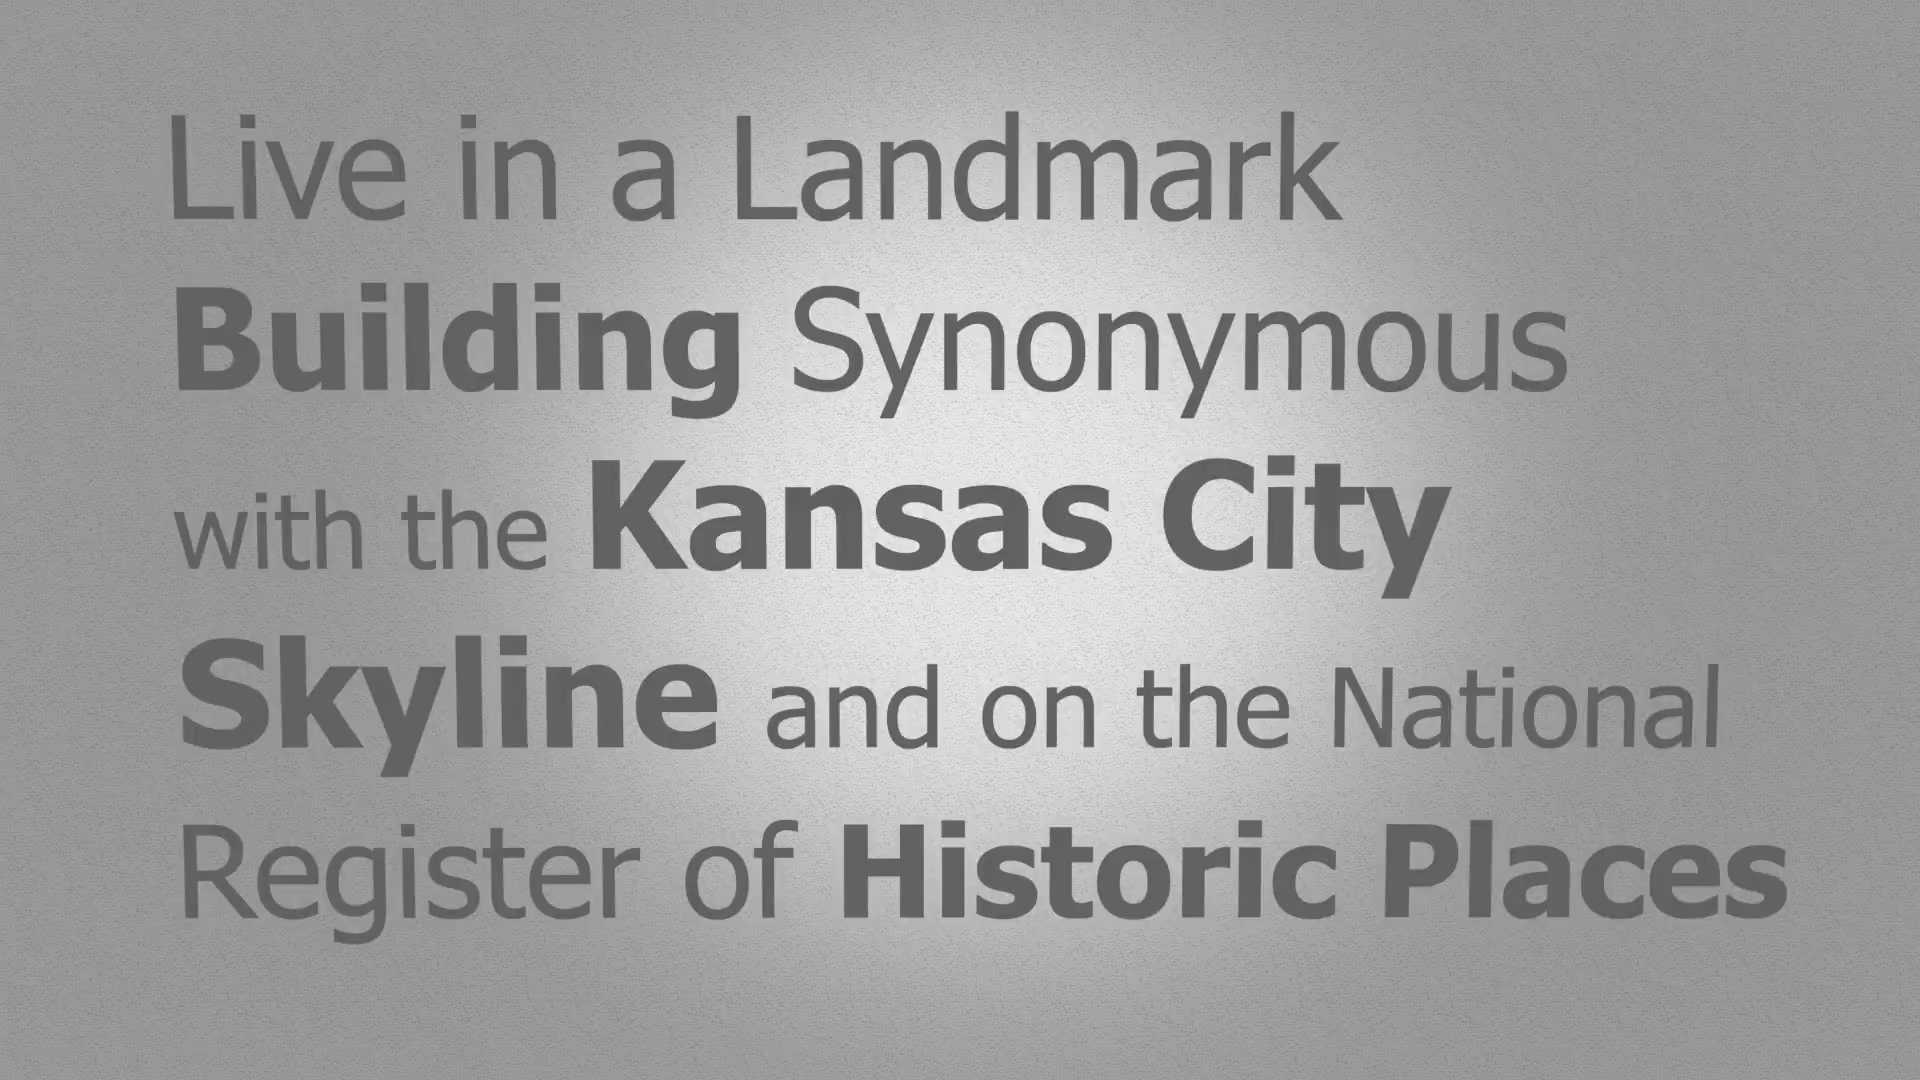 Live in a Landmark
Building Synonymous
with the Kansas City
Skyline and on the National
Register of Historic Places